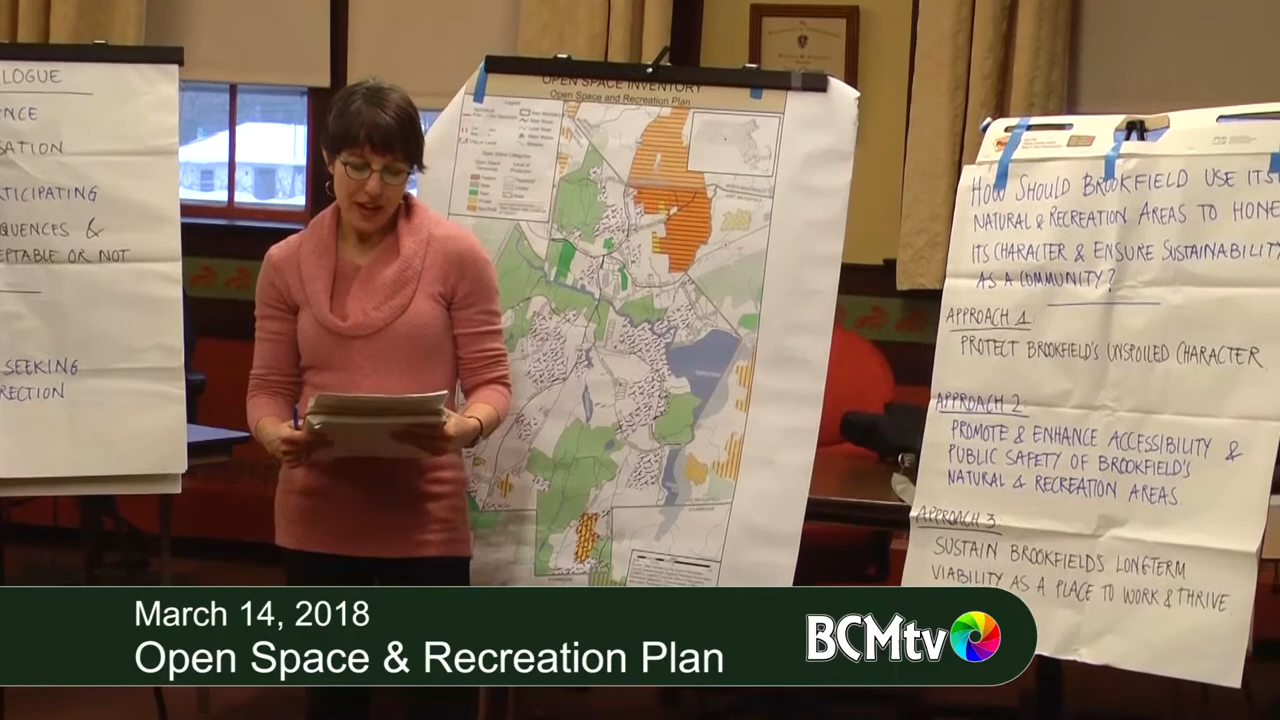 LOGUE
NCE
SATION
TICIPATING
QUENCES &
EPTABLE OR NOT
SEEKING
RECTION
OPEN SPACE INVENTORY
Open Space and Recreation Plan
Legend
HOW SHOULD BROOKFIELD USE ITS
NATURAL & RECREATION AREAS TO HONE
ITS CHARACTER & ENSURE SUSTAINABILITY
AS A COMMUNITY?
APPROACH 1:
PROTECT BROOKFIELD'S UNSPOILED CHARACTER
APPROACH 2:
PROMOTE & ENHANCE ACCESSIBILITY &
PUBLIC SAFETY OF BROOKFIELD'S
NATURAL & RECREATION AREAS.
APPROACH 3
SUSTAIN BROOKFIELD'S LONG-TERM
VIABILITY AS A PLACE TO WORK & THRIVE.
March 14, 2018
Open Space & Recreation Plan
BCMtv